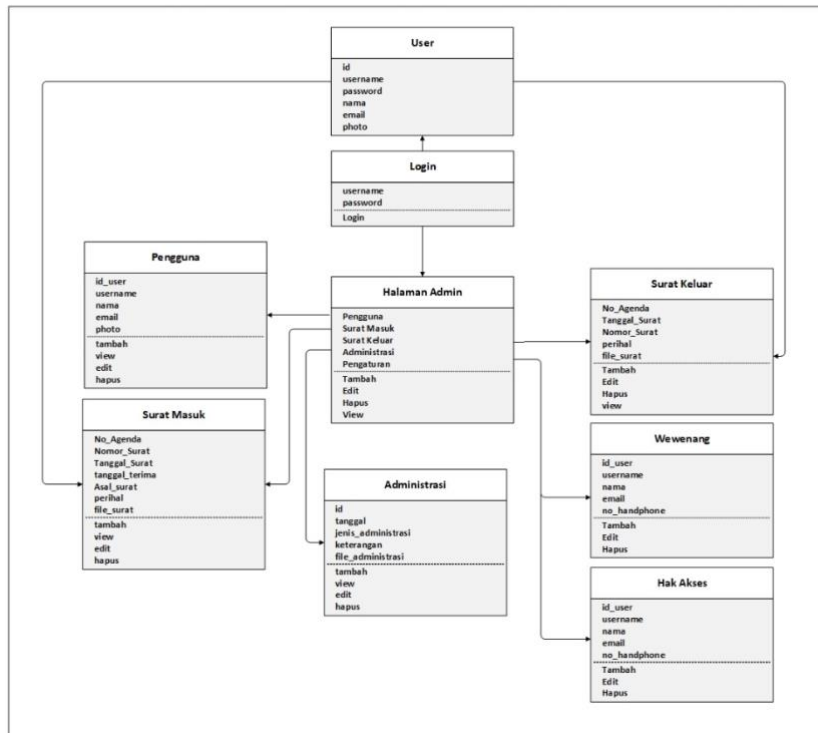 User
id
username
password
nama
email
photo
Login
username
password
Login
Pengguna
id_user
username
nama
email
photo
tambah
view
edit
hapus
Halaman Admin
Pengguna
Surat Masuk
Surat Keluar
Administrasi
Pengaturan
Tambah
Edit
Hapus
View
Surat Keluar
No_Agenda
Tanggal_Surat
Nomor_Surat
perihal
file_surat
Tambah
Edit
Hapus
view
Surat Masuk
No_Agenda
Nomor_Surat
Tanggal_Surat
tanggal_terima
Asal_surat
perihal
file_surat
tambah
view
edit
hapus
Administrasi
id
tanggal
jenis_administrasi
keterangan
file_administrasi
tambah
view
edit
hapus
Wewenang
id_user
username
nama
email
no_handphone
Tambah
Edit
Hapus
Hak Akses
id_user
username
nama
email
no_handphone
Tambah
Edit
Hapus